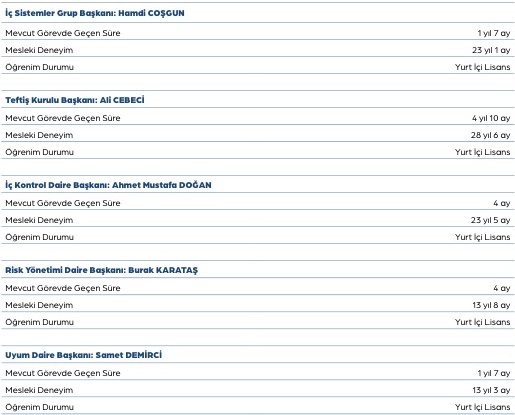 İç Sistemler Grup Başkanı: Hamdi COŞGUN
Mevcut Görevde Geçen Süre 1 yıl 7 ay
Mesleki Deneyim 23 yıl 1 ay
Öğrenim Durumu Yurt İçi Lisans
Teftiş Kurulu Başkanı: Ali CEBECİ
Mevcut Görevde Geçen Süre 4 yıl 10 ay
Mesleki Deneyim 28 yıl 6 ay
Öğrenim Durumu Yurt İçi Lisans
İç Kontrol Daire Başkanı: Ahmet Mustafa DOĞAN
Mevcut Görevde Geçen Süre 4 ay
Mesleki Deneyim 23 yıl 5 ay
Öğrenim Durumu Yurt İçi Lisans
Risk Yönetimi Daire Başkanı: Burak KARATAŞ
Mevcut Görevde Geçen Süre 4 ay
Mesleki Deneyim 13 yıl 8 ay
Öğrenim Durumu Yurt İçi Lisans
Uyum Daire Başkanı: Samet DEMİRCİ
Mevcut Görevde Geçen Süre 1 yıl 7 ay
Mesleki Deneyim 13 yıl 3 ay
Öğrenim Durumu Yurt İçi Lisans